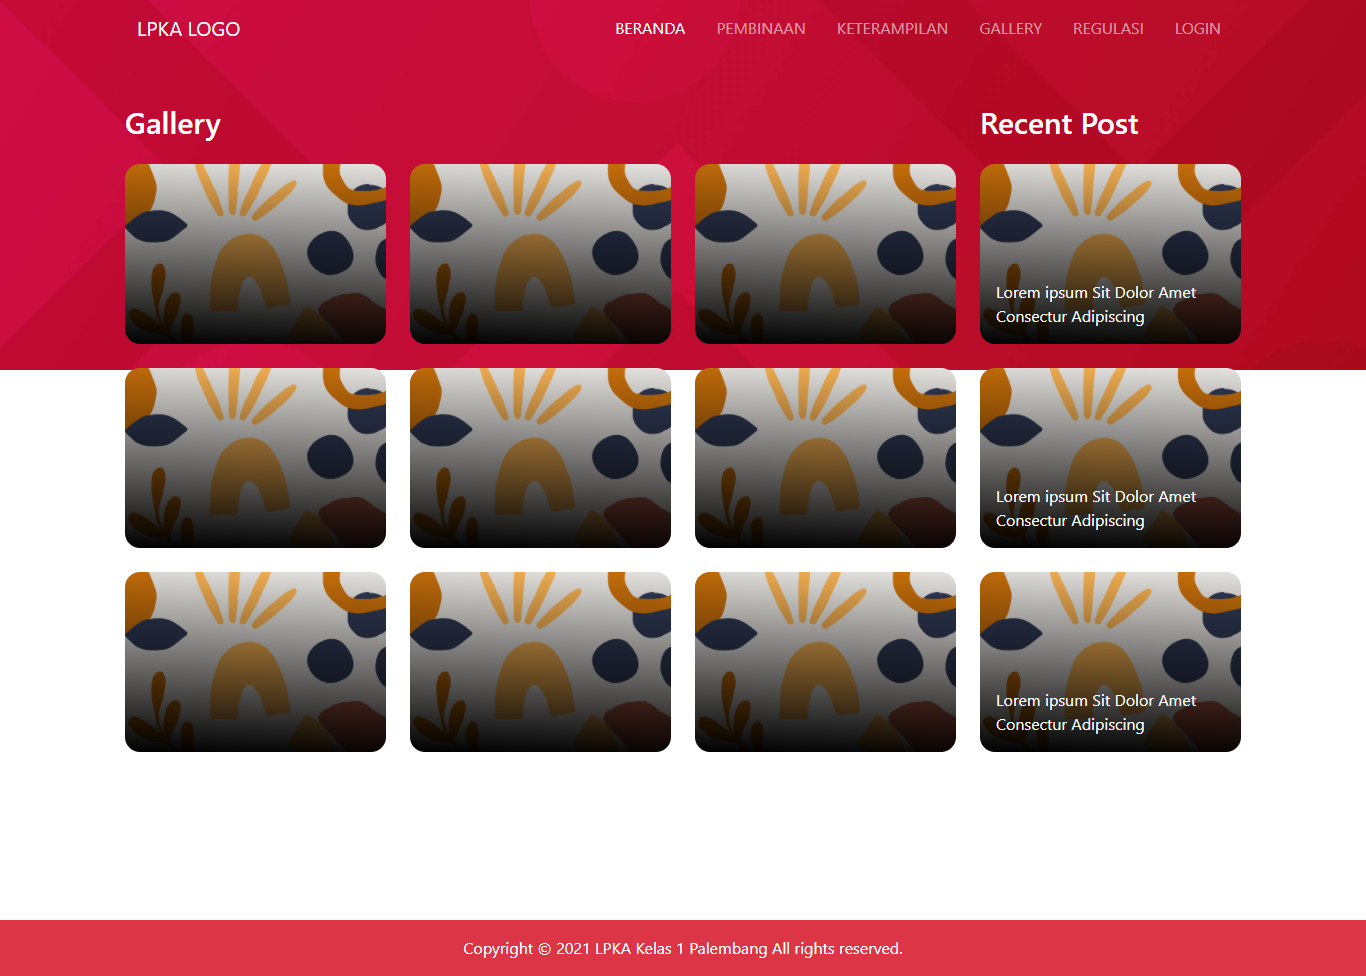 LPKA LOGO
BERANDA PEMBINAAN KETERAMPILAN GALLERY REGULASI LOGIN
Gallery
Recent Post
Lorem ipsum Sit Dolor Amet
Consectur Adipiscing
Lorem ipsum Sit Dolor Amet
Consectur Adipiscing
Lorem ipsum Sit Dolor Amet
Consectur Adipiscing
Copyright © 2021 LPKA Kelas 1 Palembang All rights reserved.